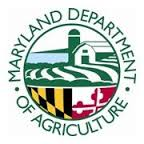 MARYLAND DEPARTMENT
OF AGRICULTURE